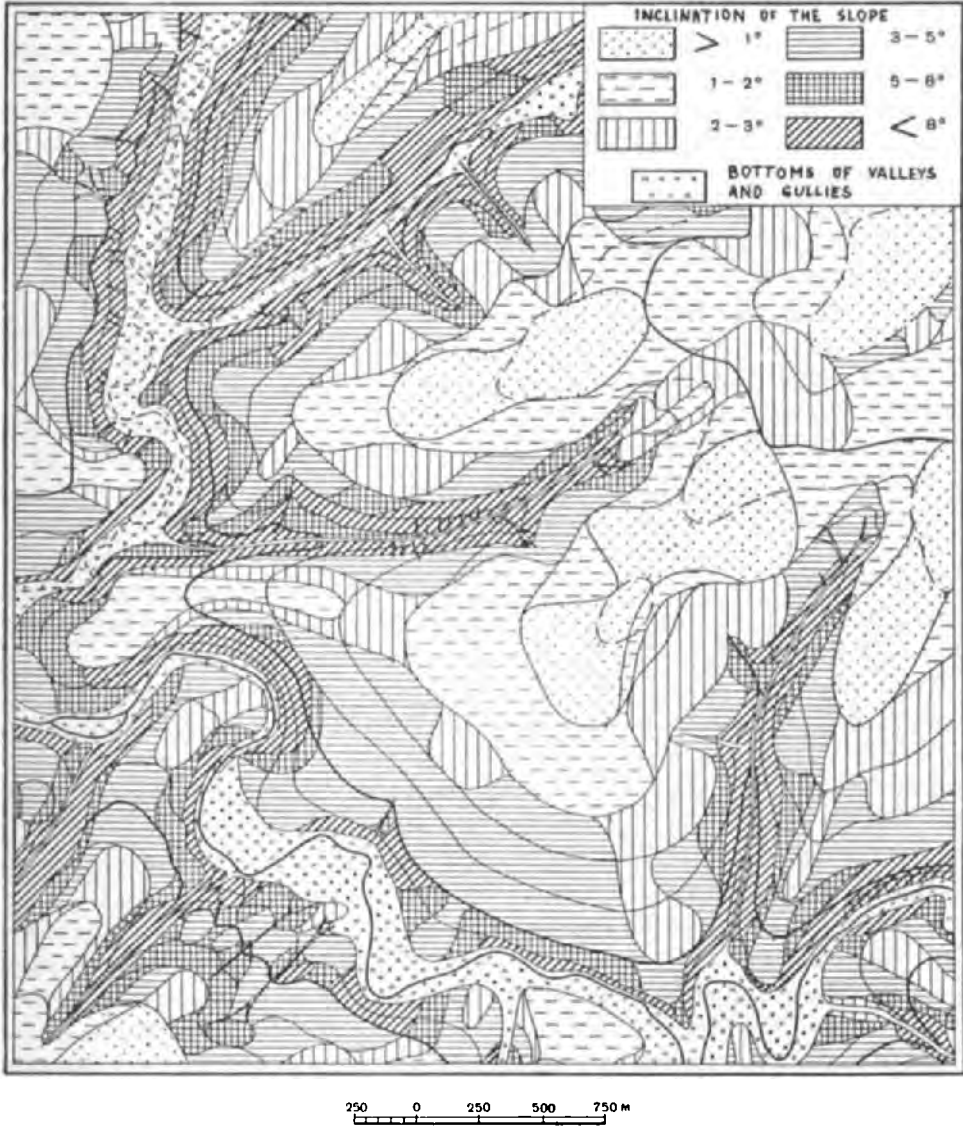 INCLINATION OF THE SLOPE
> 1° 3–5°
1–2° 5–8°
2–3° < 8°
BOTTOMS OF VALLEYS
AND GULLIES
250 0 250 500 750 M